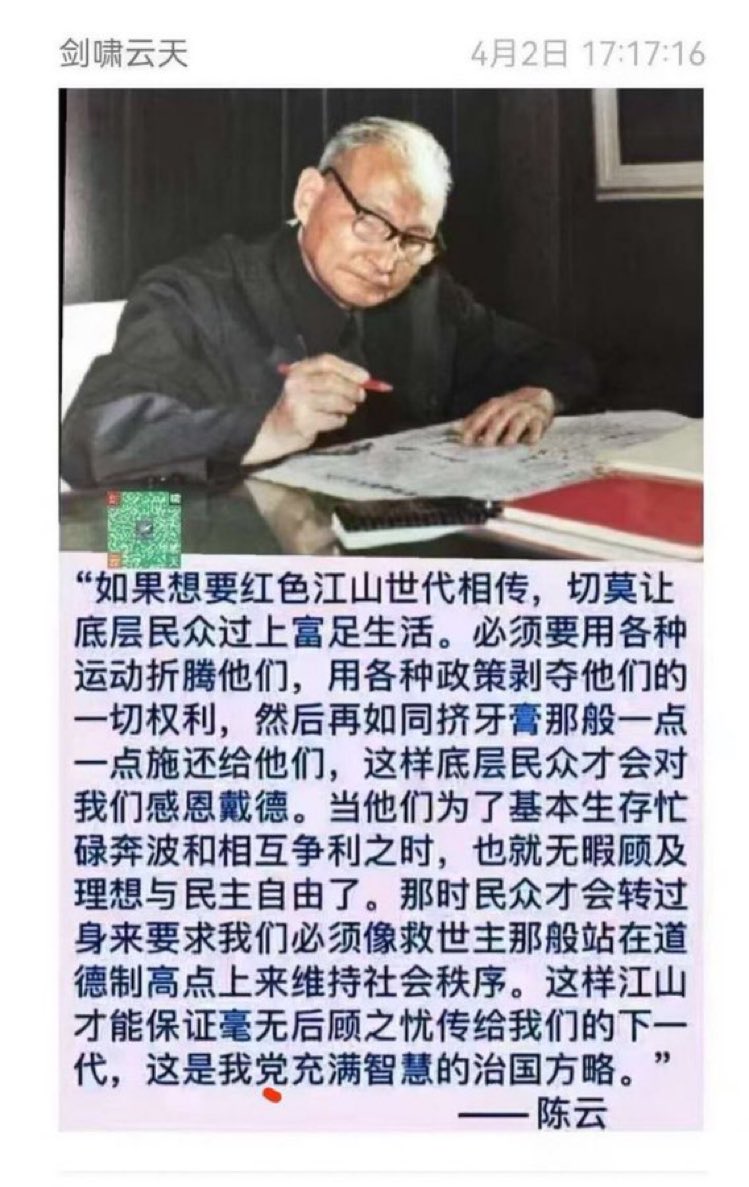 剑啸云天
4月2日 17:17:16
“如果想要红色江山世代相传，切莫让
底层民众过上富足生活。必须要用各种
运动折腾他们，用各种政策剥夺他们的
一切权利，然后再如同挤牙膏那般一点
一点施还给他们，这样底层民众才会对
我们感恩戴德。当他们为了基本生存忙
碌奔波和相互争利之时，也就无暇顾及
理想与民主自由了。那时民众才会转过
身来要求我们必须像救世主那般站在道
德制高点上来维持社会秩序。这样江山
才能保证毫无后顾之忧传给我们的下一
代，这是我党充满智慧的治国方略。”
——陈云